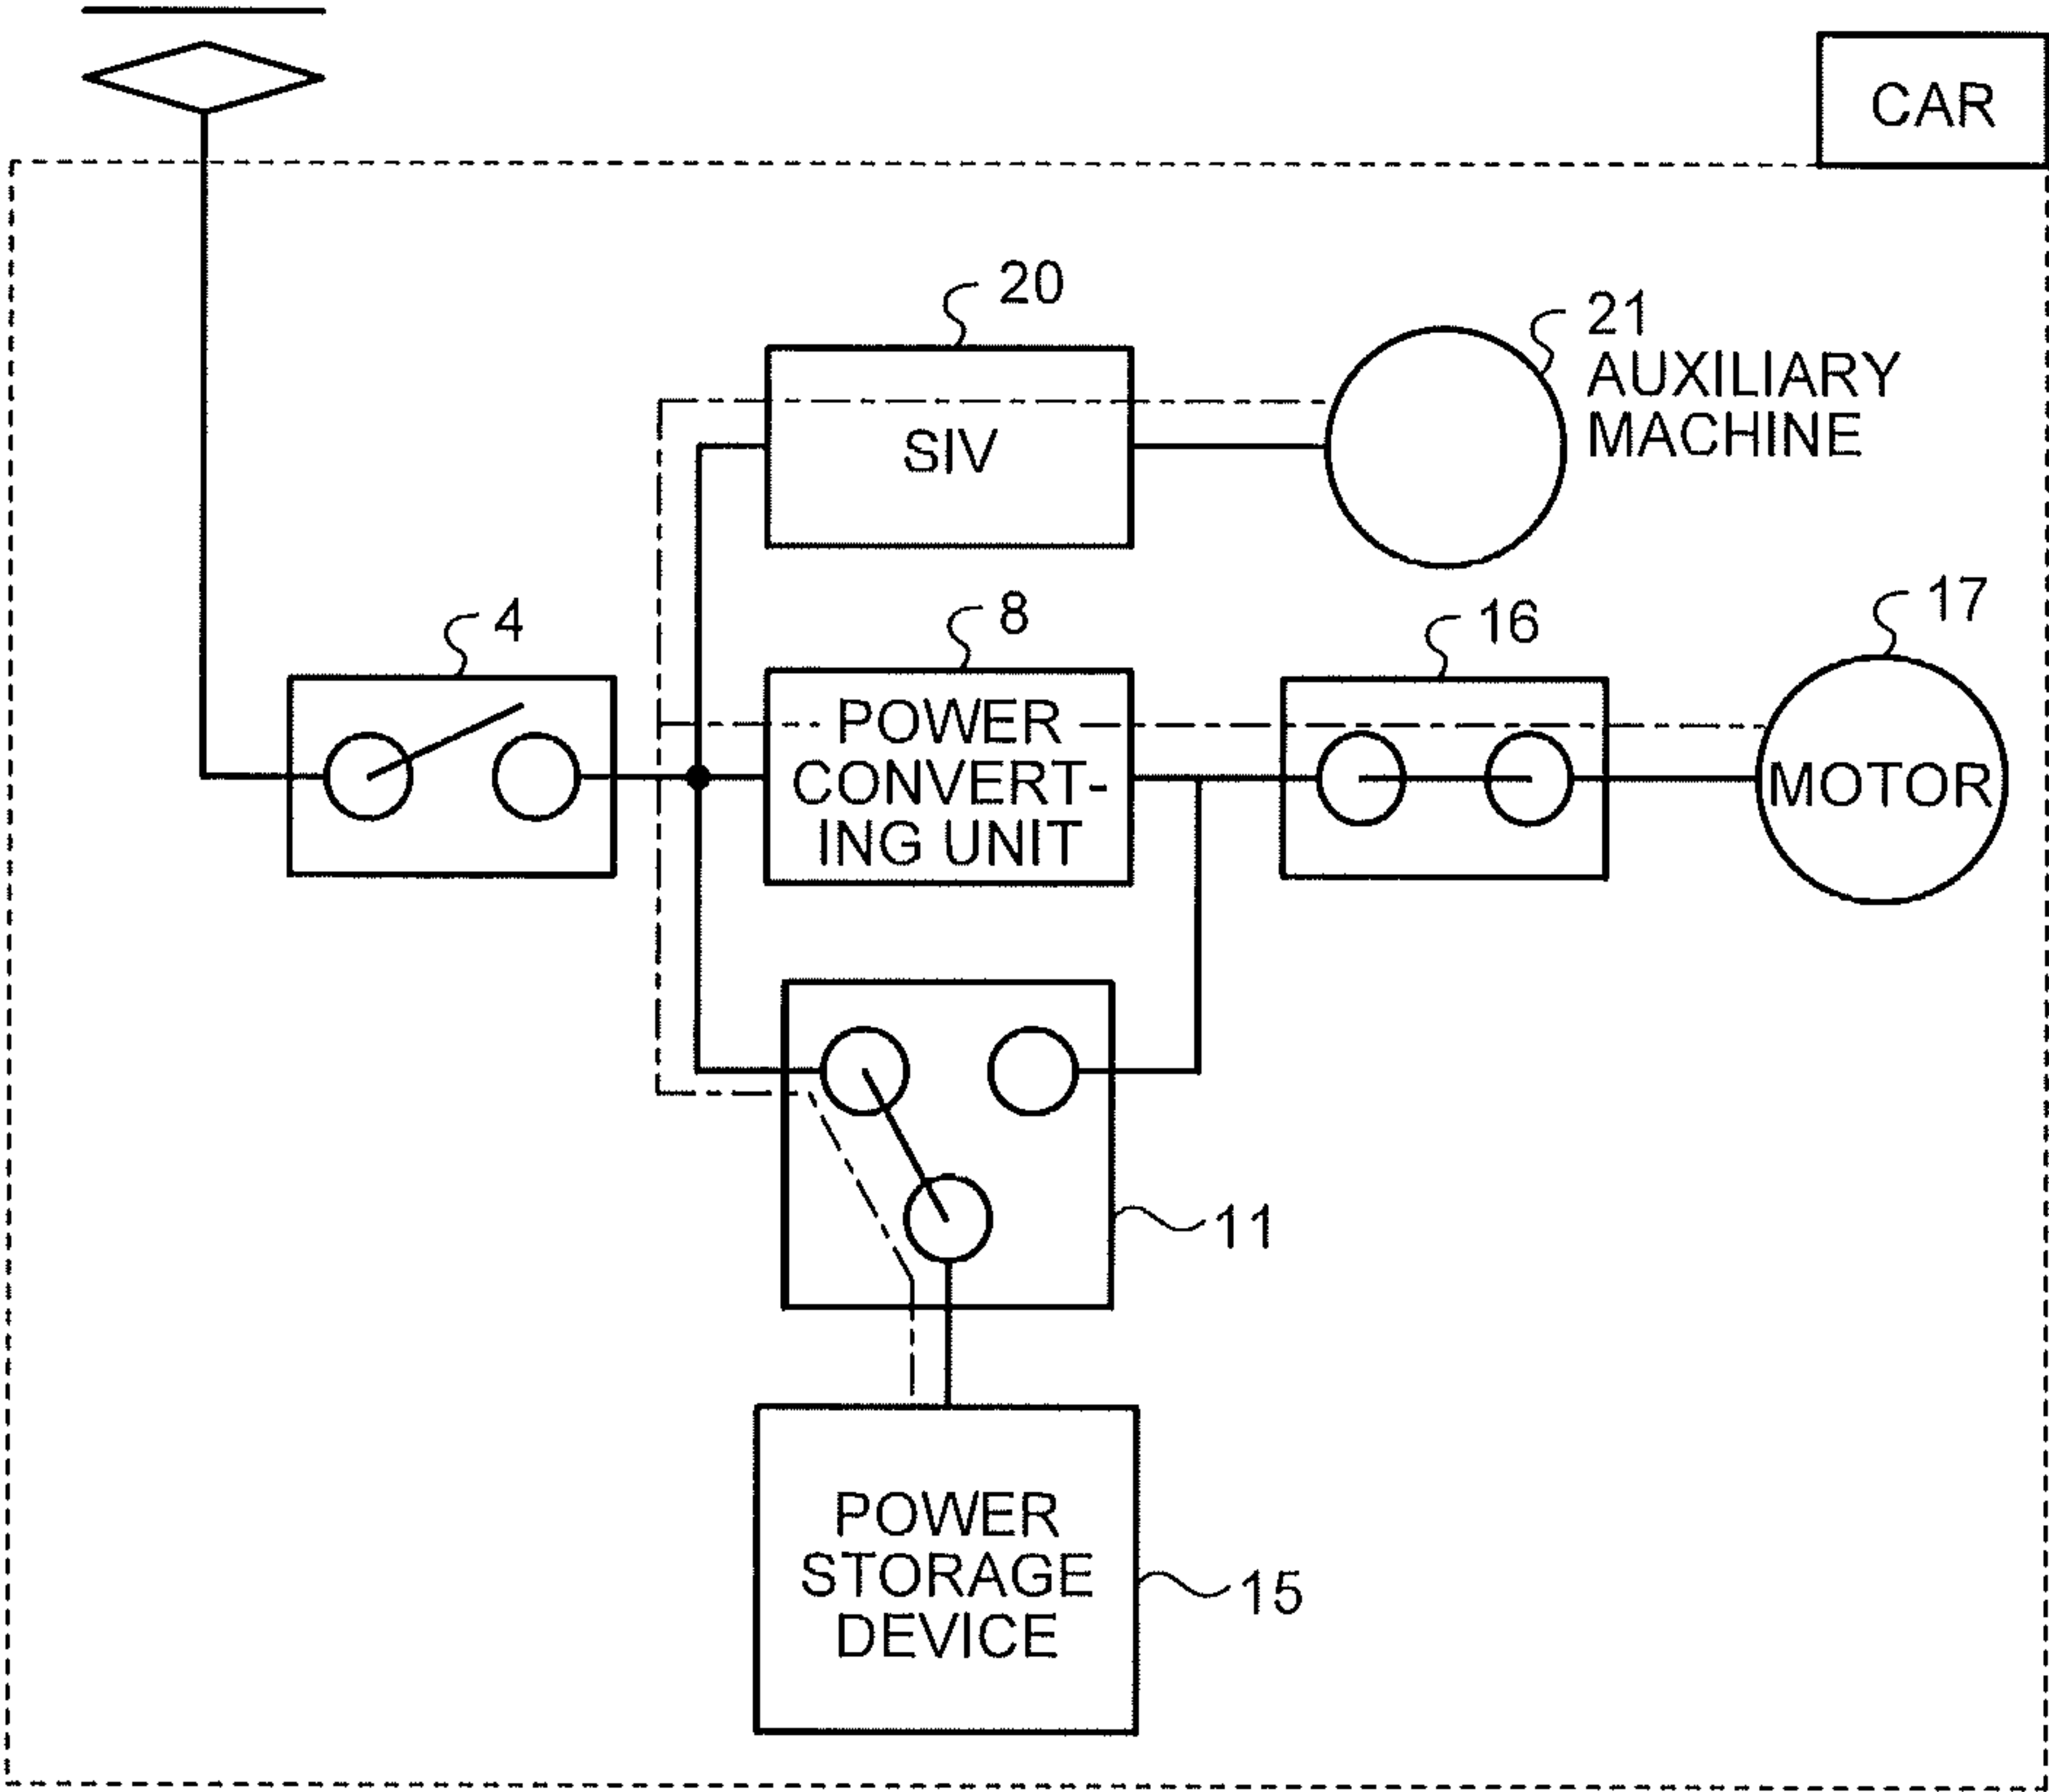 CAR
20
21
AUXILIARY
MACHINE
SIV
4
8
16
17
POWER
CONVERT-
ING UNIT
MOTOR
11
POWER
STORAGE
DEVICE
15